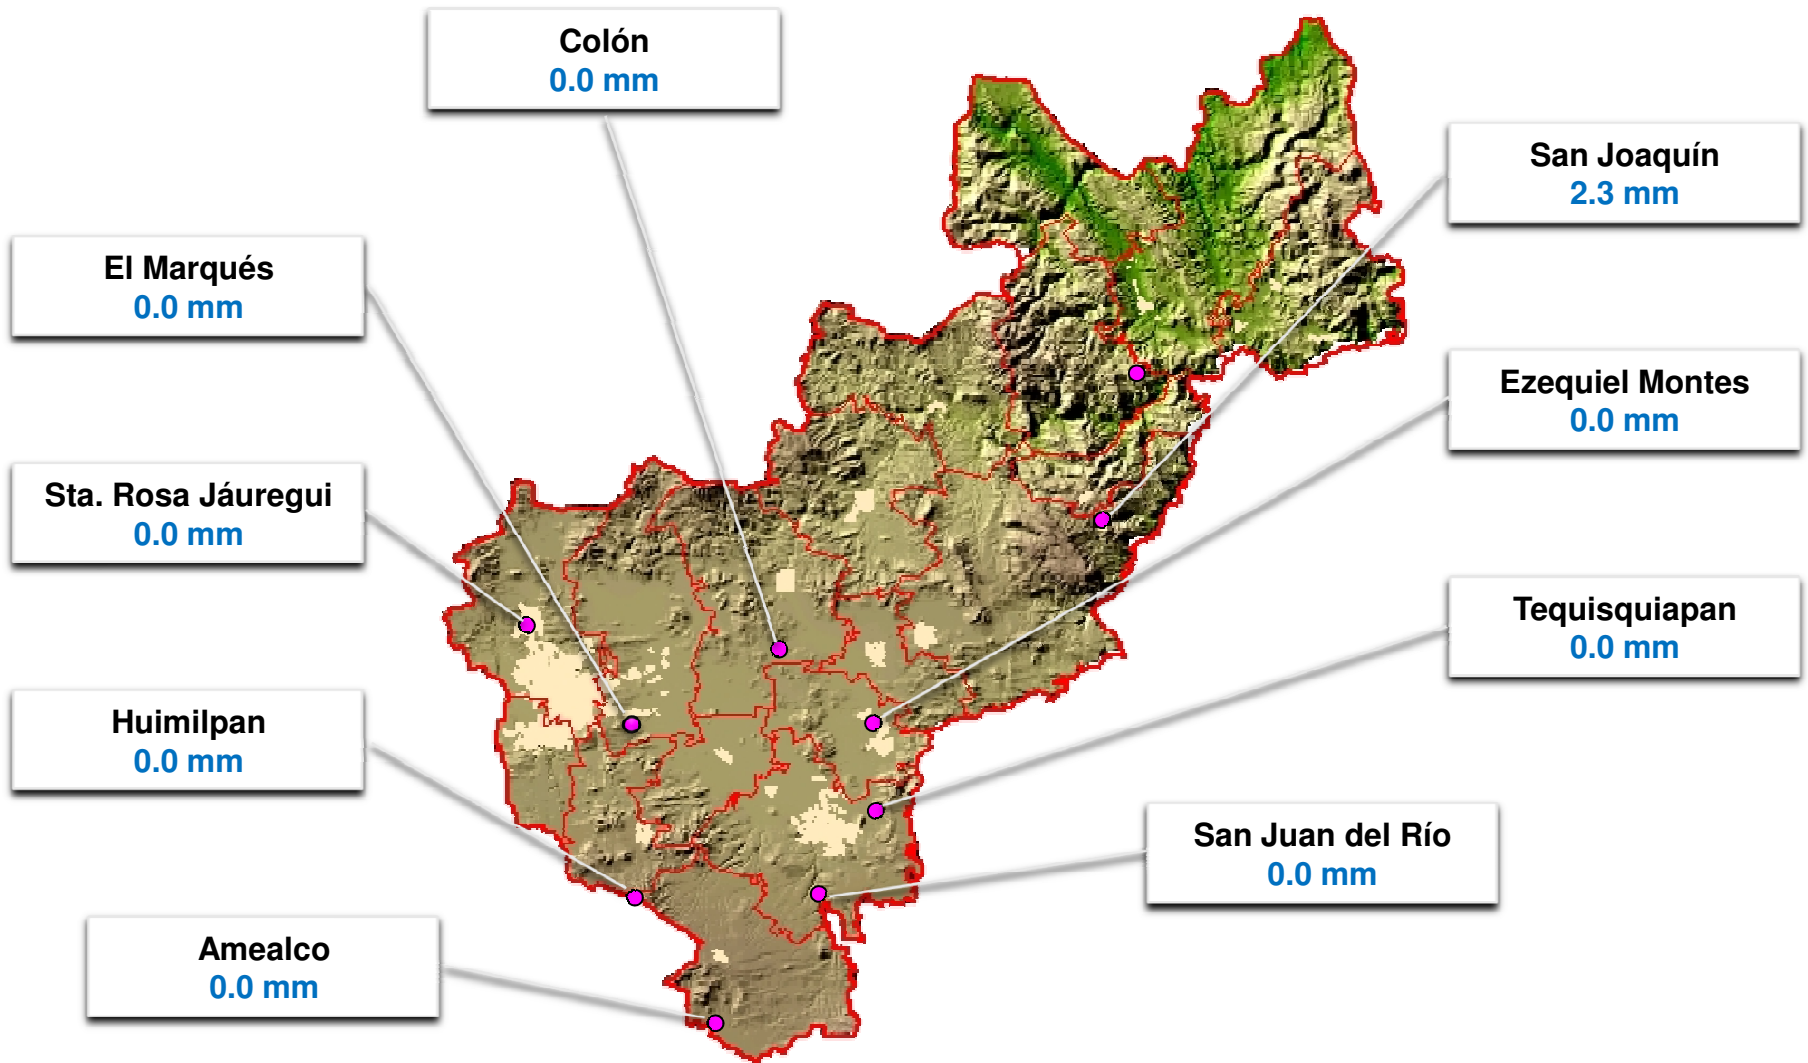 Colón
0.0 mm
San Joaquín
2.3 mm
El Marqués
0.0 mm
Ezequiel Montes
0.0 mm
Sta. Rosa Jáuregui
0.0 mm
Tequisquiapan
0.0 mm
Huimilpan
0.0 mm
San Juan del Río
0.0 mm
Amealco
0.0 mm